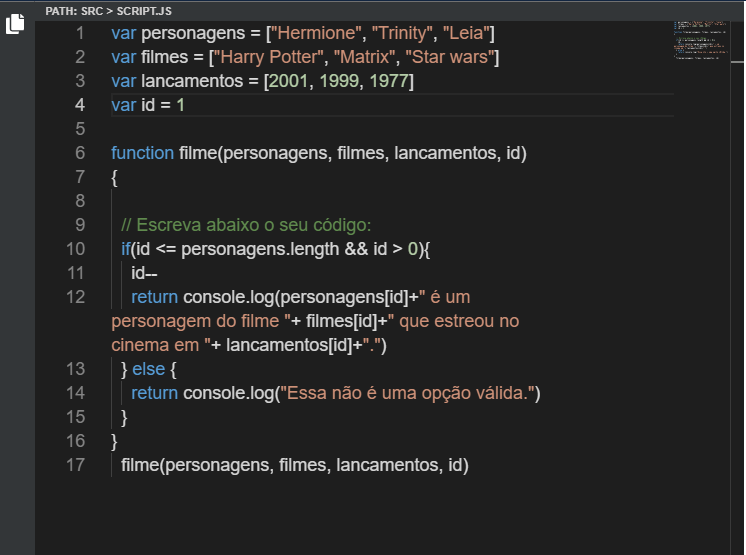 PATH: SRC > SCRIPT.JS
1 var personagens = ["Hermione", "Trinity", "Leia"]
2 var filmes = ["Harry Potter", "Matrix", "Star wars"]
3 var lancamentos = [2001, 1999, 1977]
4 var id = 1
5
6 function filme(personagens, filmes, lancamentos, id)
7 {
8
9 // Escreva abaixo o seu código:
10 if(id <= personagens.length && id > 0){
11 id--
12 return console.log(personagens[id]+" é um
personagem do filme "+ filmes[id]+" que estreou no
cinema em "+ lancamentos[id]+".")
13 } else {
14 return console.log("Essa não é uma opção válida.")
15 }
16 }
17 filme(personagens, filmes, lancamentos, id)